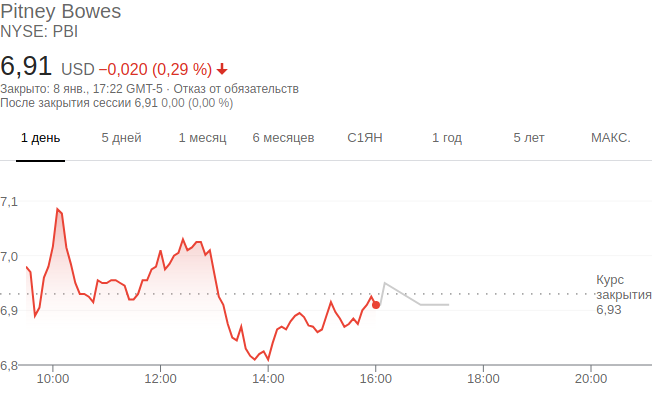 Pitney Bowes
NYSE: PBI
6,91 USD −0,020 (0,29 %)
Закрыто: 8 янв., 17:22 GMT-5 · Отказ от обязательств
После закрытия сессии 6,91 0,00 (0,00 %)
1 день 5 дней 1 месяц 6 месяцев С1ЯН 1 год 5 лет МАКС.
7,1
7,0
Курс
закрытия
6,93
6,9
6,8
10:00 12:00 14:00 16:00 18:00 20:00